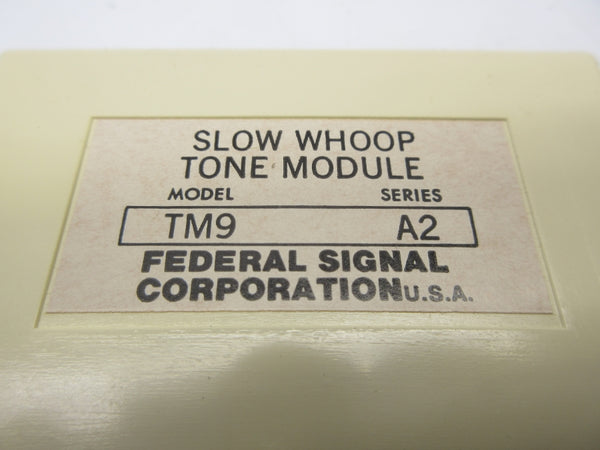 SLOW WHOOP
TONE MODULE
MODEL SERIES
TM9 A2
FEDERAL SIGNAL
CORPORATION U.S.A.